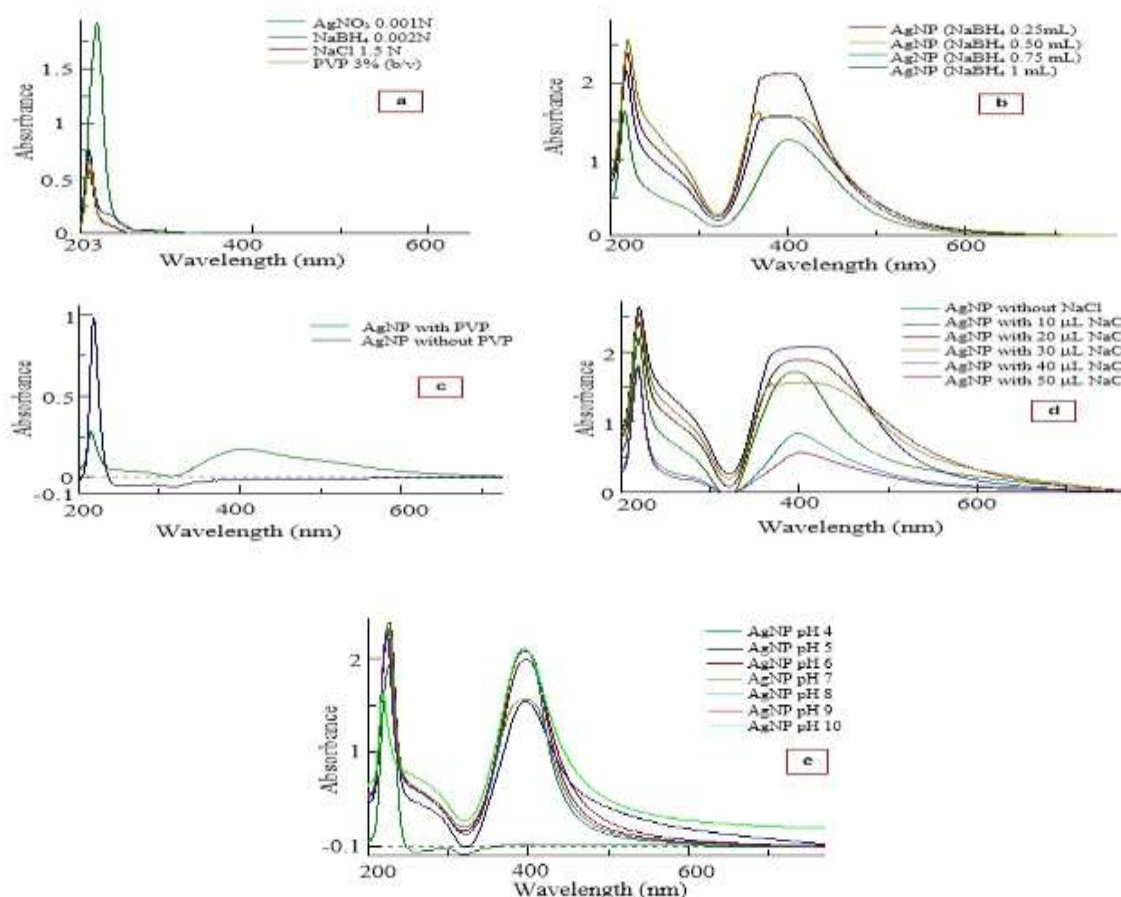 AgNO₃ 0.001N
NaBH₄ 0.002N
NaCl 1.5 N
PVP 3% (b/v)
a
1.5
1
0.5
0
203
400
600
Absorbance
Wavelength (nm)
AgNP (NaBH₄ 0.25mL)
AgNP (NaBH₄ 0.50 mL)
AgNP (NaBH₄ 0.75 mL)
AgNP (NaBH₄ 1 mL)
b
2
1
0
200
400
600
Absorbance
Wavelength (nm)
AgNP with PVP
AgNP without PVP
c
1
0.5
0
-0.1
200
400
600
Absorbance
Wavelength (nm)
AgNP without NaCl
AgNP with 10 µL NaC
AgNP with 20 µL NaC
AgNP with 30 µL NaC
AgNP with 40 µL NaC
AgNP with 50 µL NaC
d
2
1
0
200
400
600
Absorbance
Wavelength (nm)
AgNP pH 4
AgNP pH 5
AgNP pH 6
AgNP pH 7
AgNP pH 8
AgNP pH 9
AgNP pH 10
e
2
1
-0.1
200
400
600
Absorbance
Wavelength (nm)